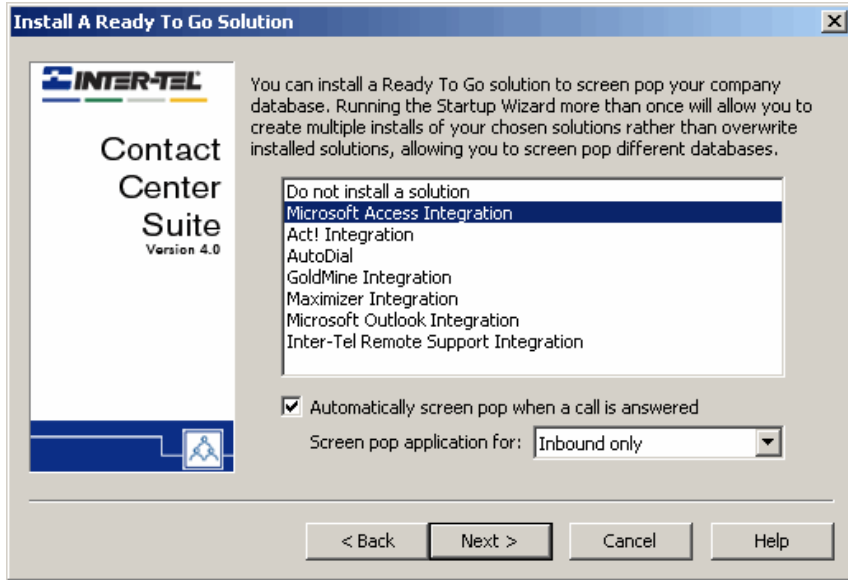 Install A Ready To Go Solution
INTER-TEL
Contact
Center
Suite
Version 4.0
You can install a Ready To Go solution to screen pop your company
database. Running the Startup Wizard more than once will allow you to
create multiple installs of your chosen solutions rather than overwrite
installed solutions, allowing you to screen pop different databases.
Do not install a solution
Microsoft Access Integration
Act! Integration
AutoDial
GoldMine Integration
Maximizer Integration
Microsoft Outlook Integration
Inter-Tel Remote Support Integration
Automatically screen pop when a call is answered
Screen pop application for: Inbound only
< Back Next > Cancel Help